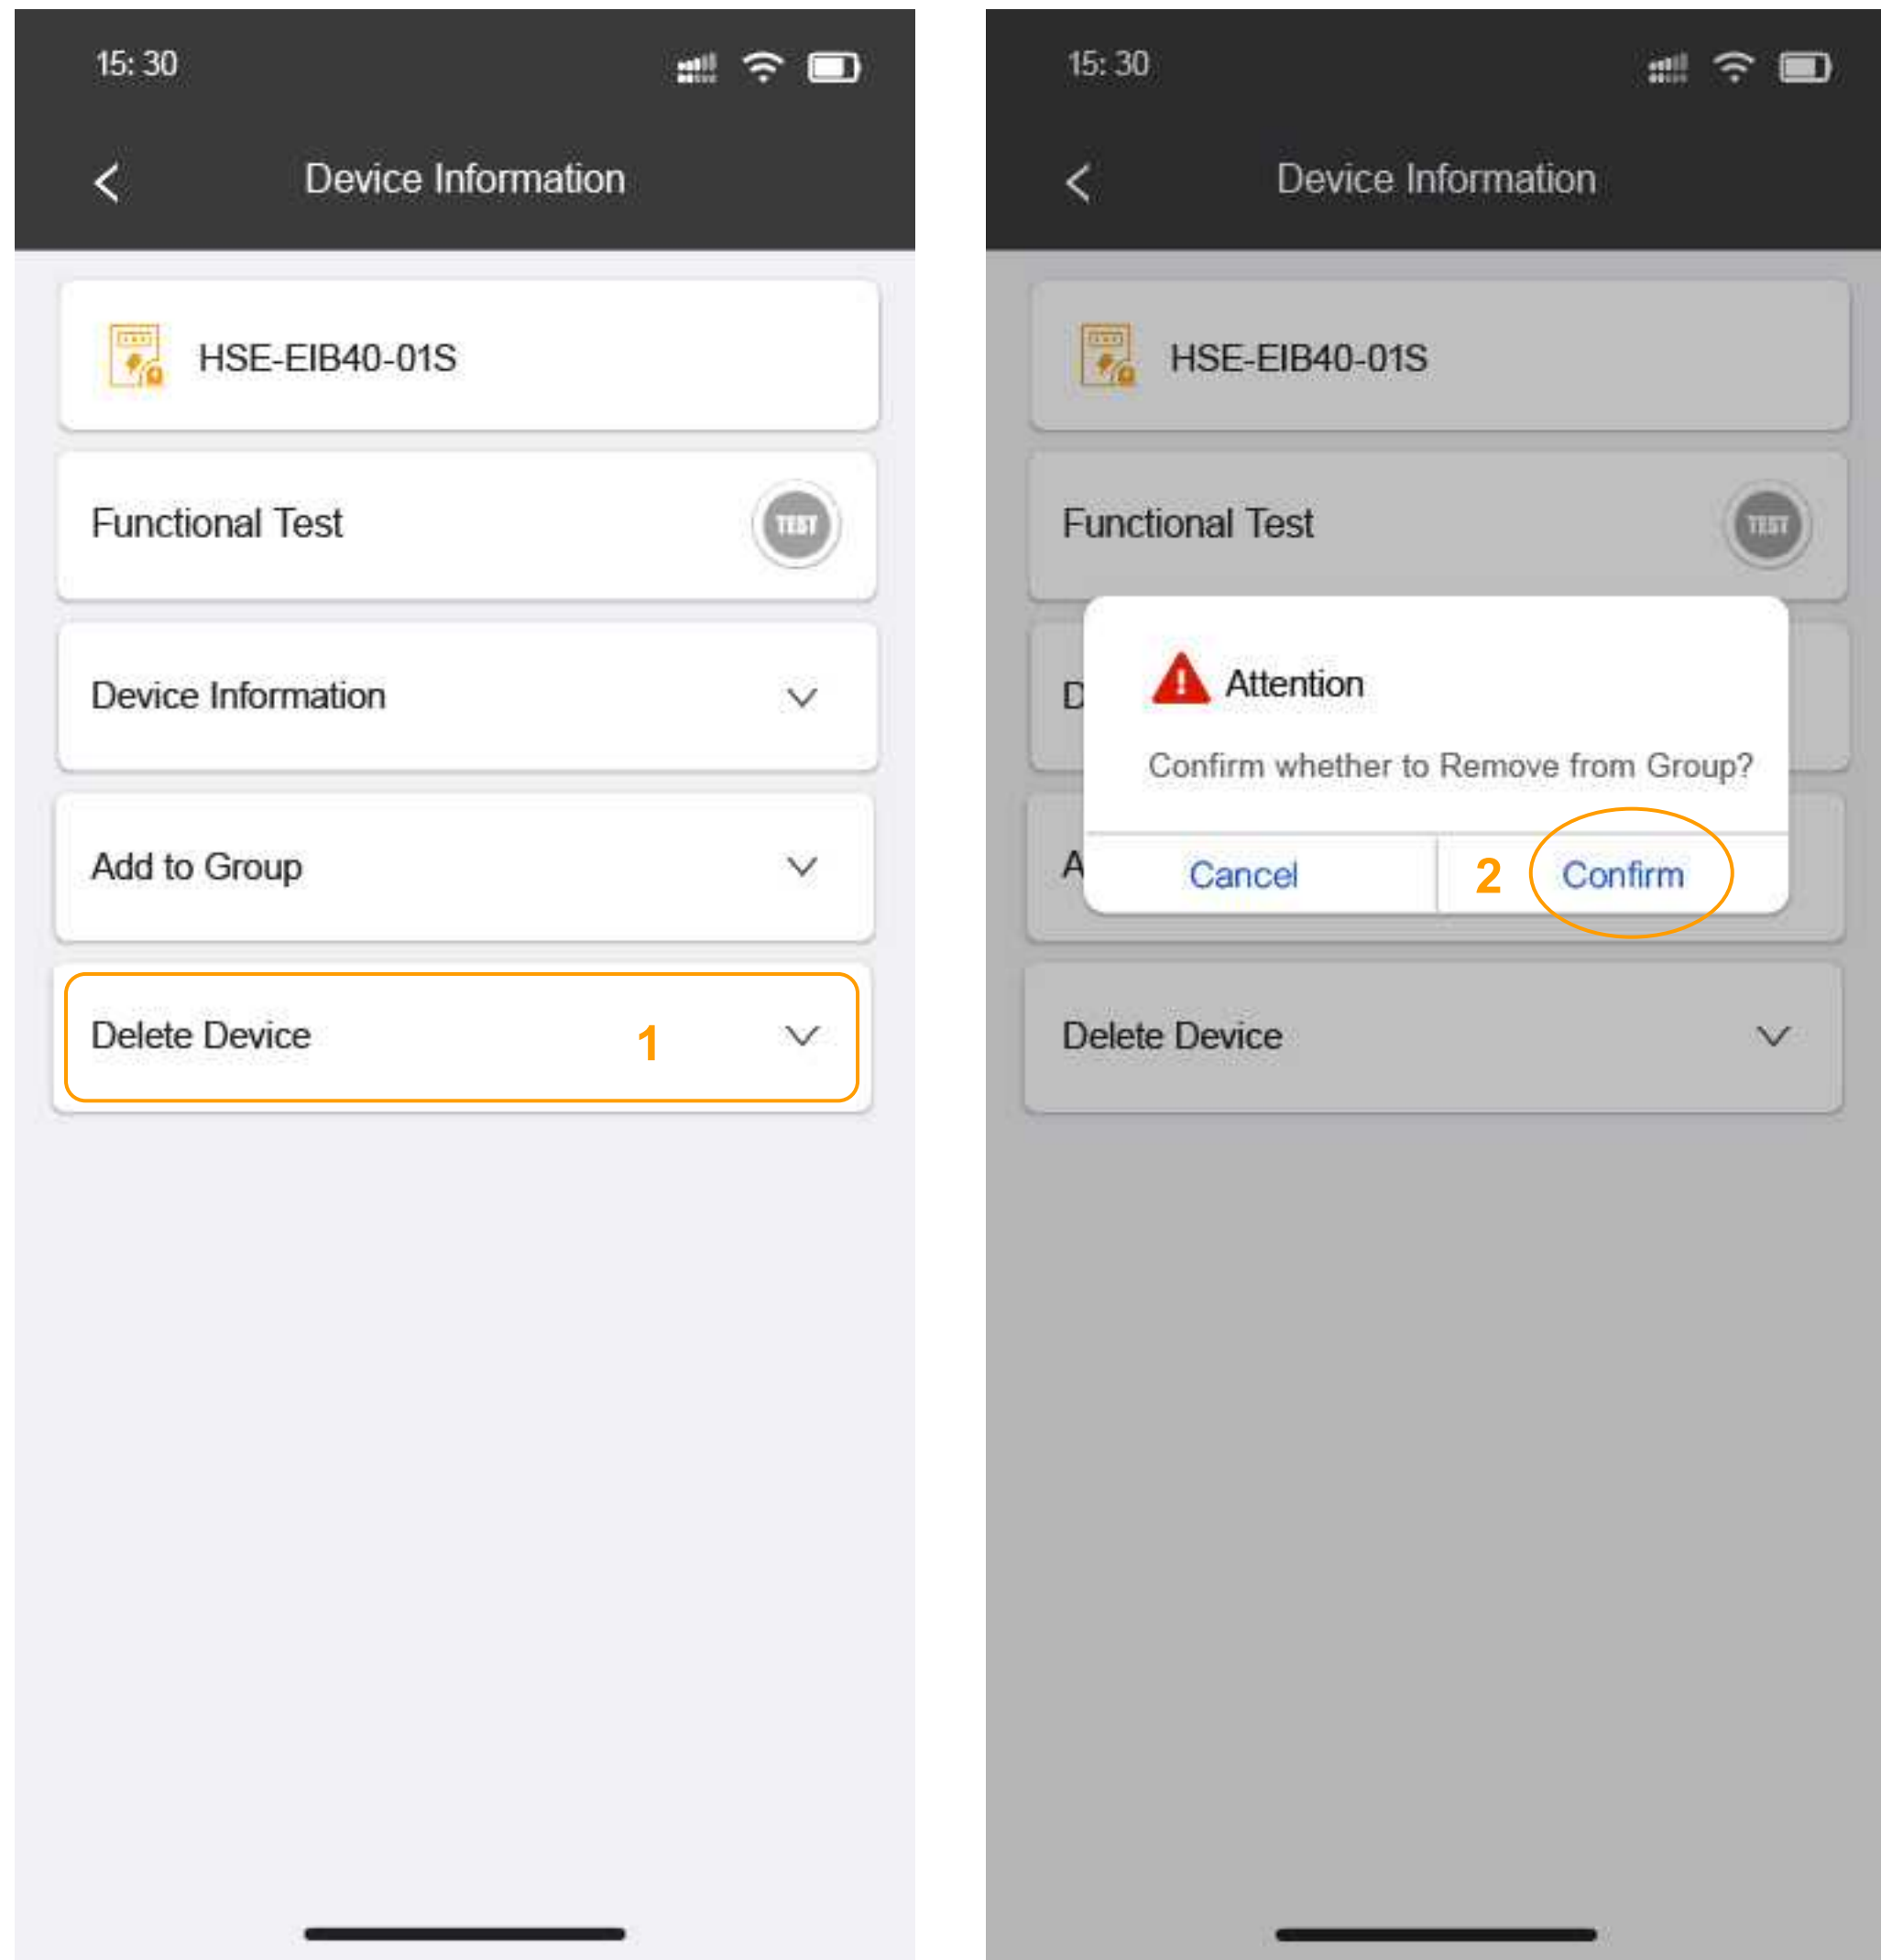 15: 30
Device Information
HSE-EIB40-01S
Functional Test
TEST
Device Information
Add to Group
Delete Device 1
15: 30
Device Information
HSE-EIB40-01S
Functional Test
TEST
D
Attention
Confirm whether to Remove from Group?
A
Cancel 2 Confirm
Delete Device